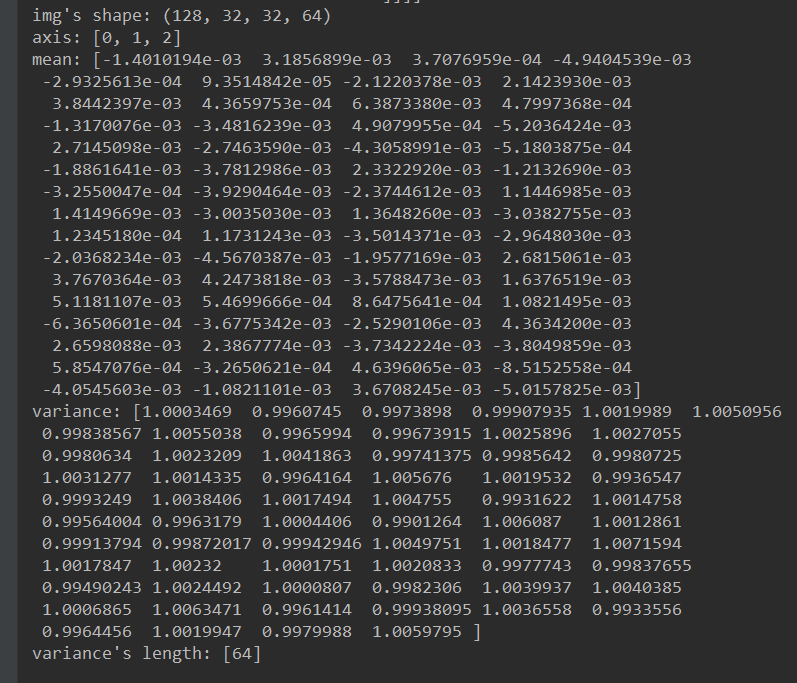 ]]]]
img's shape: (128, 32, 32, 64)
axis: [0, 1, 2]
mean: [-1.4010194e-03  3.1856899e-03  3.7076959e-04 -4.9404539e-03
 -2.9325613e-04  9.3514842e-05 -2.1220378e-03  2.1423930e-03
  3.8442397e-03  4.3659753e-04  6.3873380e-03  4.7997368e-04
 -1.3170076e-03 -3.4816239e-03  4.9079955e-04 -5.2036424e-03
  2.7145098e-03 -2.7463590e-03 -4.3058991e-03 -5.1803875e-04
 -1.8861641e-03 -3.7812986e-03  2.3322920e-03 -1.2132690e-03
 -3.2550047e-04 -3.9290464e-03 -2.3744612e-03  1.1446985e-03
  1.4149669e-03 -3.0035030e-03  1.3648260e-03 -3.0382755e-03
  1.2345180e-04  1.1731243e-03 -3.5014371e-03 -2.9648030e-03
 -2.0368234e-03 -4.5670387e-03 -1.9577169e-03  2.6815061e-03
  3.7670364e-03  4.2473818e-03 -3.5788473e-03  1.6376519e-03
  5.1181107e-03  5.4699666e-04  8.6475641e-04  1.0821495e-03
 -6.3650601e-04 -3.6775342e-03 -2.5290106e-03  4.3634200e-03
  2.6598088e-03  2.3867774e-03 -3.7342224e-03 -3.8049859e-03
  5.8547076e-04 -3.2650621e-04  4.6396065e-03 -8.5152558e-04
 -4.0545603e-03 -1.0821101e-03  3.6708245e-03 -5.0157825e-03]
variance: [1.0003469  0.9960745  0.9973898  0.99907935 1.0019989  1.0050956
 0.99838567 1.0055038  0.9965994  0.99673915 1.0025896  1.0027055
 0.9980634  1.0023209  1.0041863  0.99741375 0.9985642  0.9980725
 1.0031277  1.0014335  0.9964164  1.005676   1.0019532  0.9936547
 0.9993249  1.0038406  1.0017494  1.004755   0.9931622  1.0014758
 0.99564004 0.9963179  1.0004406  0.9901264  1.006087   1.0012861
 0.99913794 0.99872017 0.99942946 1.0049751  1.0018477  1.0071594
 1.0017847  1.00232    1.0001751  1.0020833  0.9977743  0.99837655
 0.99490243 1.0024492  1.0000807  0.9982306  1.0039937  1.0040385
 1.0006865  1.0063471  0.9961414  0.99938095 1.0036558  0.9933556
 0.9964456  1.0019947  0.9979988  1.0059795 ]
variance's length: [64]